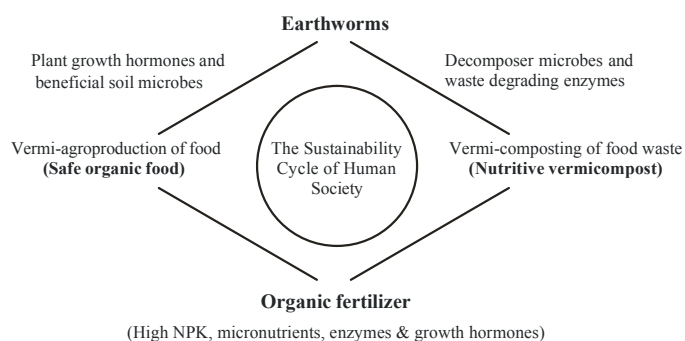 Earthworms
Plant growth hormones and
beneficial soil microbes
Decomposer microbes and
waste degrading enzymes
Vermi-agroproduction of food
(Safe organic food)
The Sustainability
Cycle of Human
Society
Vermi-composting of food waste
(Nutritive vermicompost)
Organic fertilizer
(High NPK, micronutrients, enzymes & growth hormones)